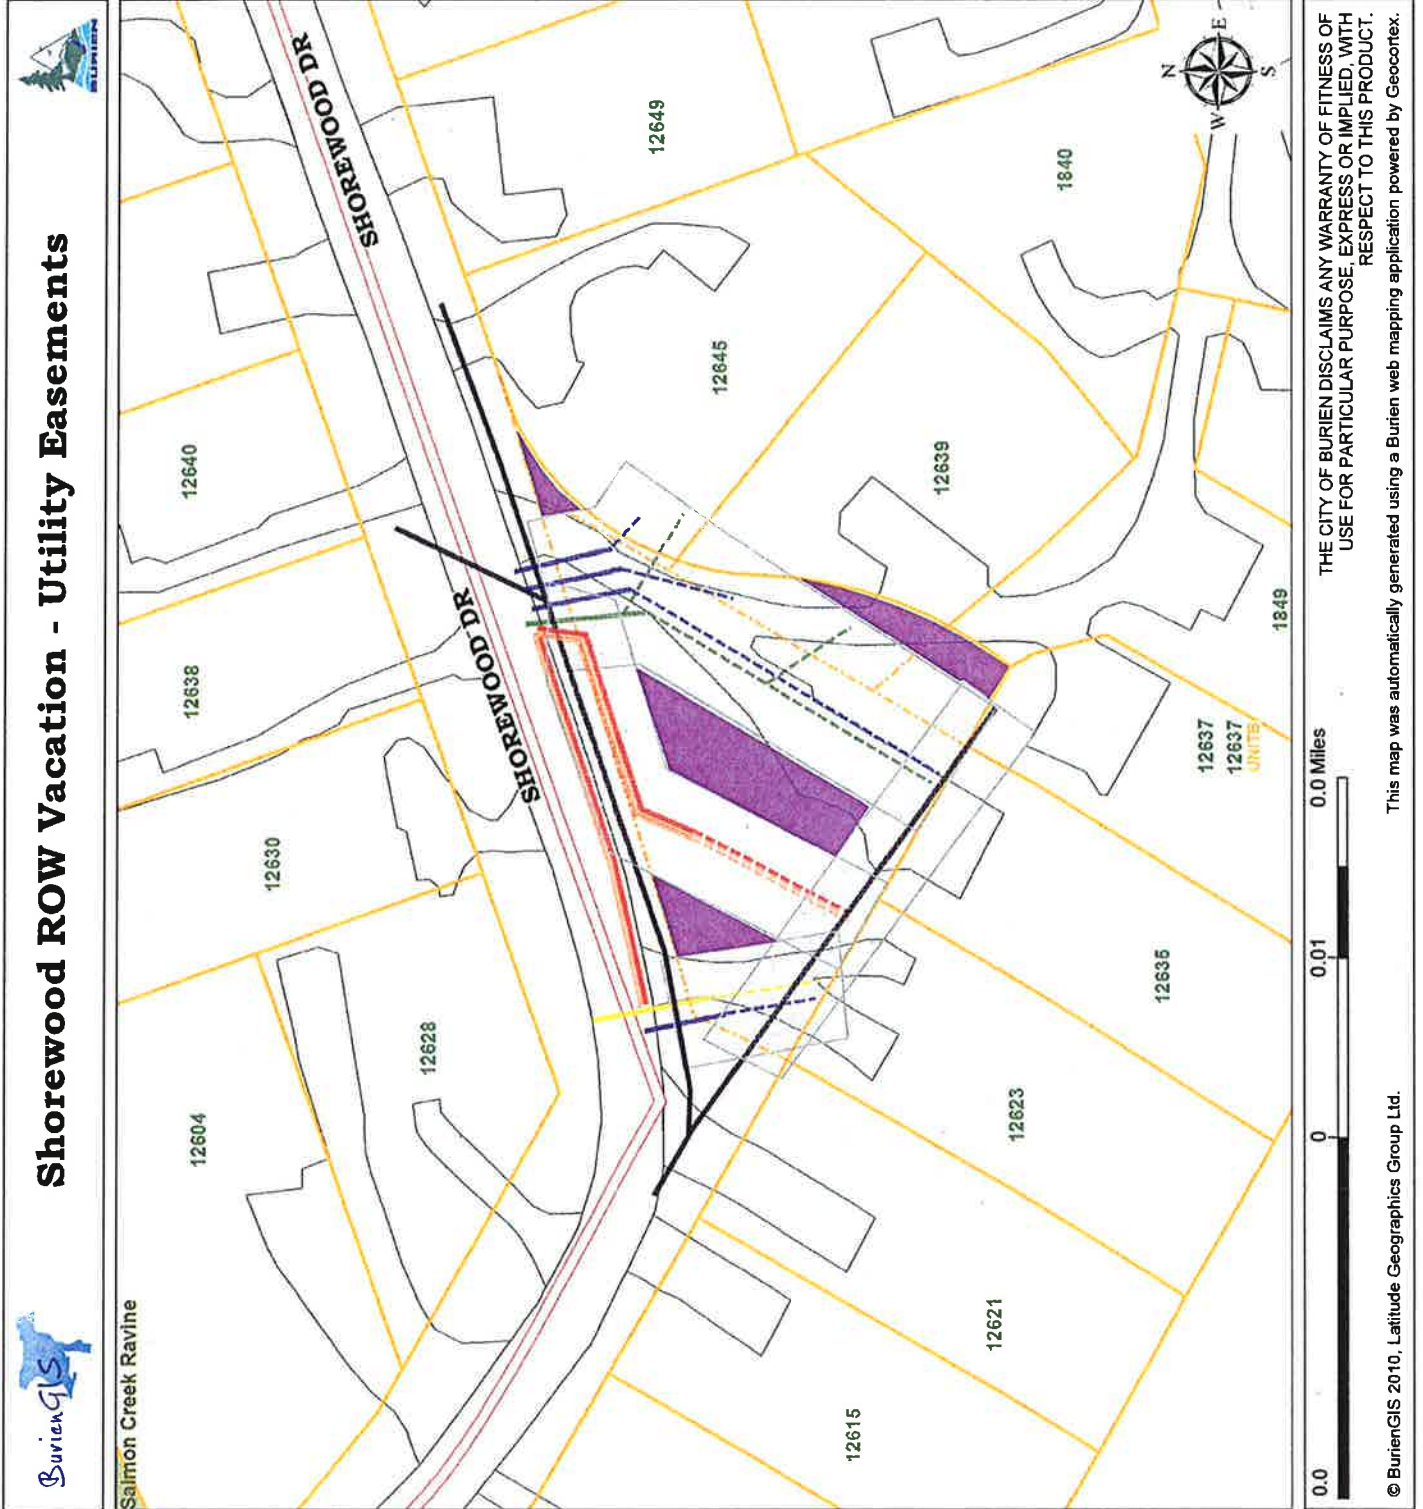 BurienGIS
Shorewood ROW Vacation - Utility Easements
BURIEN
Salmon Creek Ravine
SHOREWOOD DR
SHOREWOOD DR
12604
12628
12630
12638
12640
12649
12645
12639
1840
1849
12637
12637
UNITS
12635
12623
12621
12615
N
W
E
S
0.0
0
0.01
0.0 Miles
THE CITY OF BURIEN DISCLAIMS ANY WARRANTY OF FITNESS OF
USE FOR PARTICULAR PURPOSE, EXPRESS OR IMPLIED, WITH
RESPECT TO THIS PRODUCT.
© BurienGIS 2010, Latitude Geographics Group Ltd.
This map was automatically generated using a Burien web mapping application powered by Geocortex.